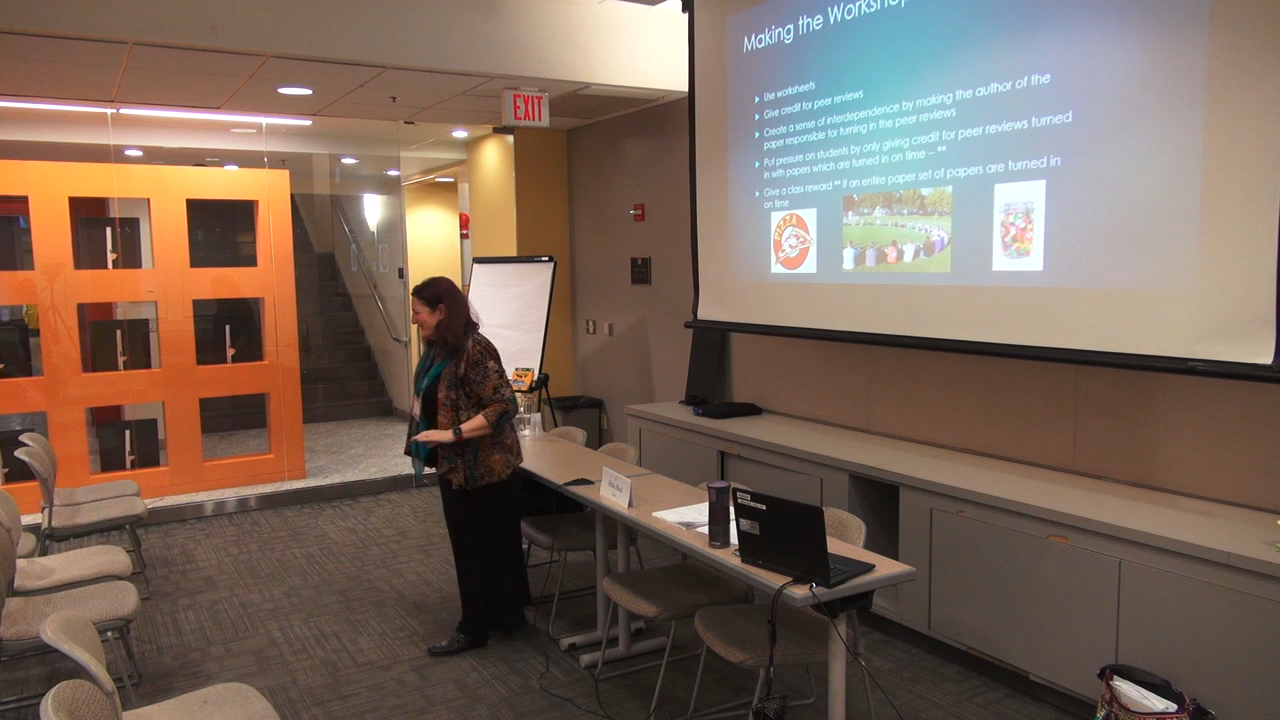 Making the Workshop
EXIT
Use worksheets
Give credit for peer reviews
Create a sense of interdependence by making the author of the
paper responsible for turning in the peer reviews
Put pressure on students by only giving credit for peer reviews turned
in with papers which are turned in on time – **
Give a class reward ** if an entire paper set of papers are turned in
on time
PIZZA